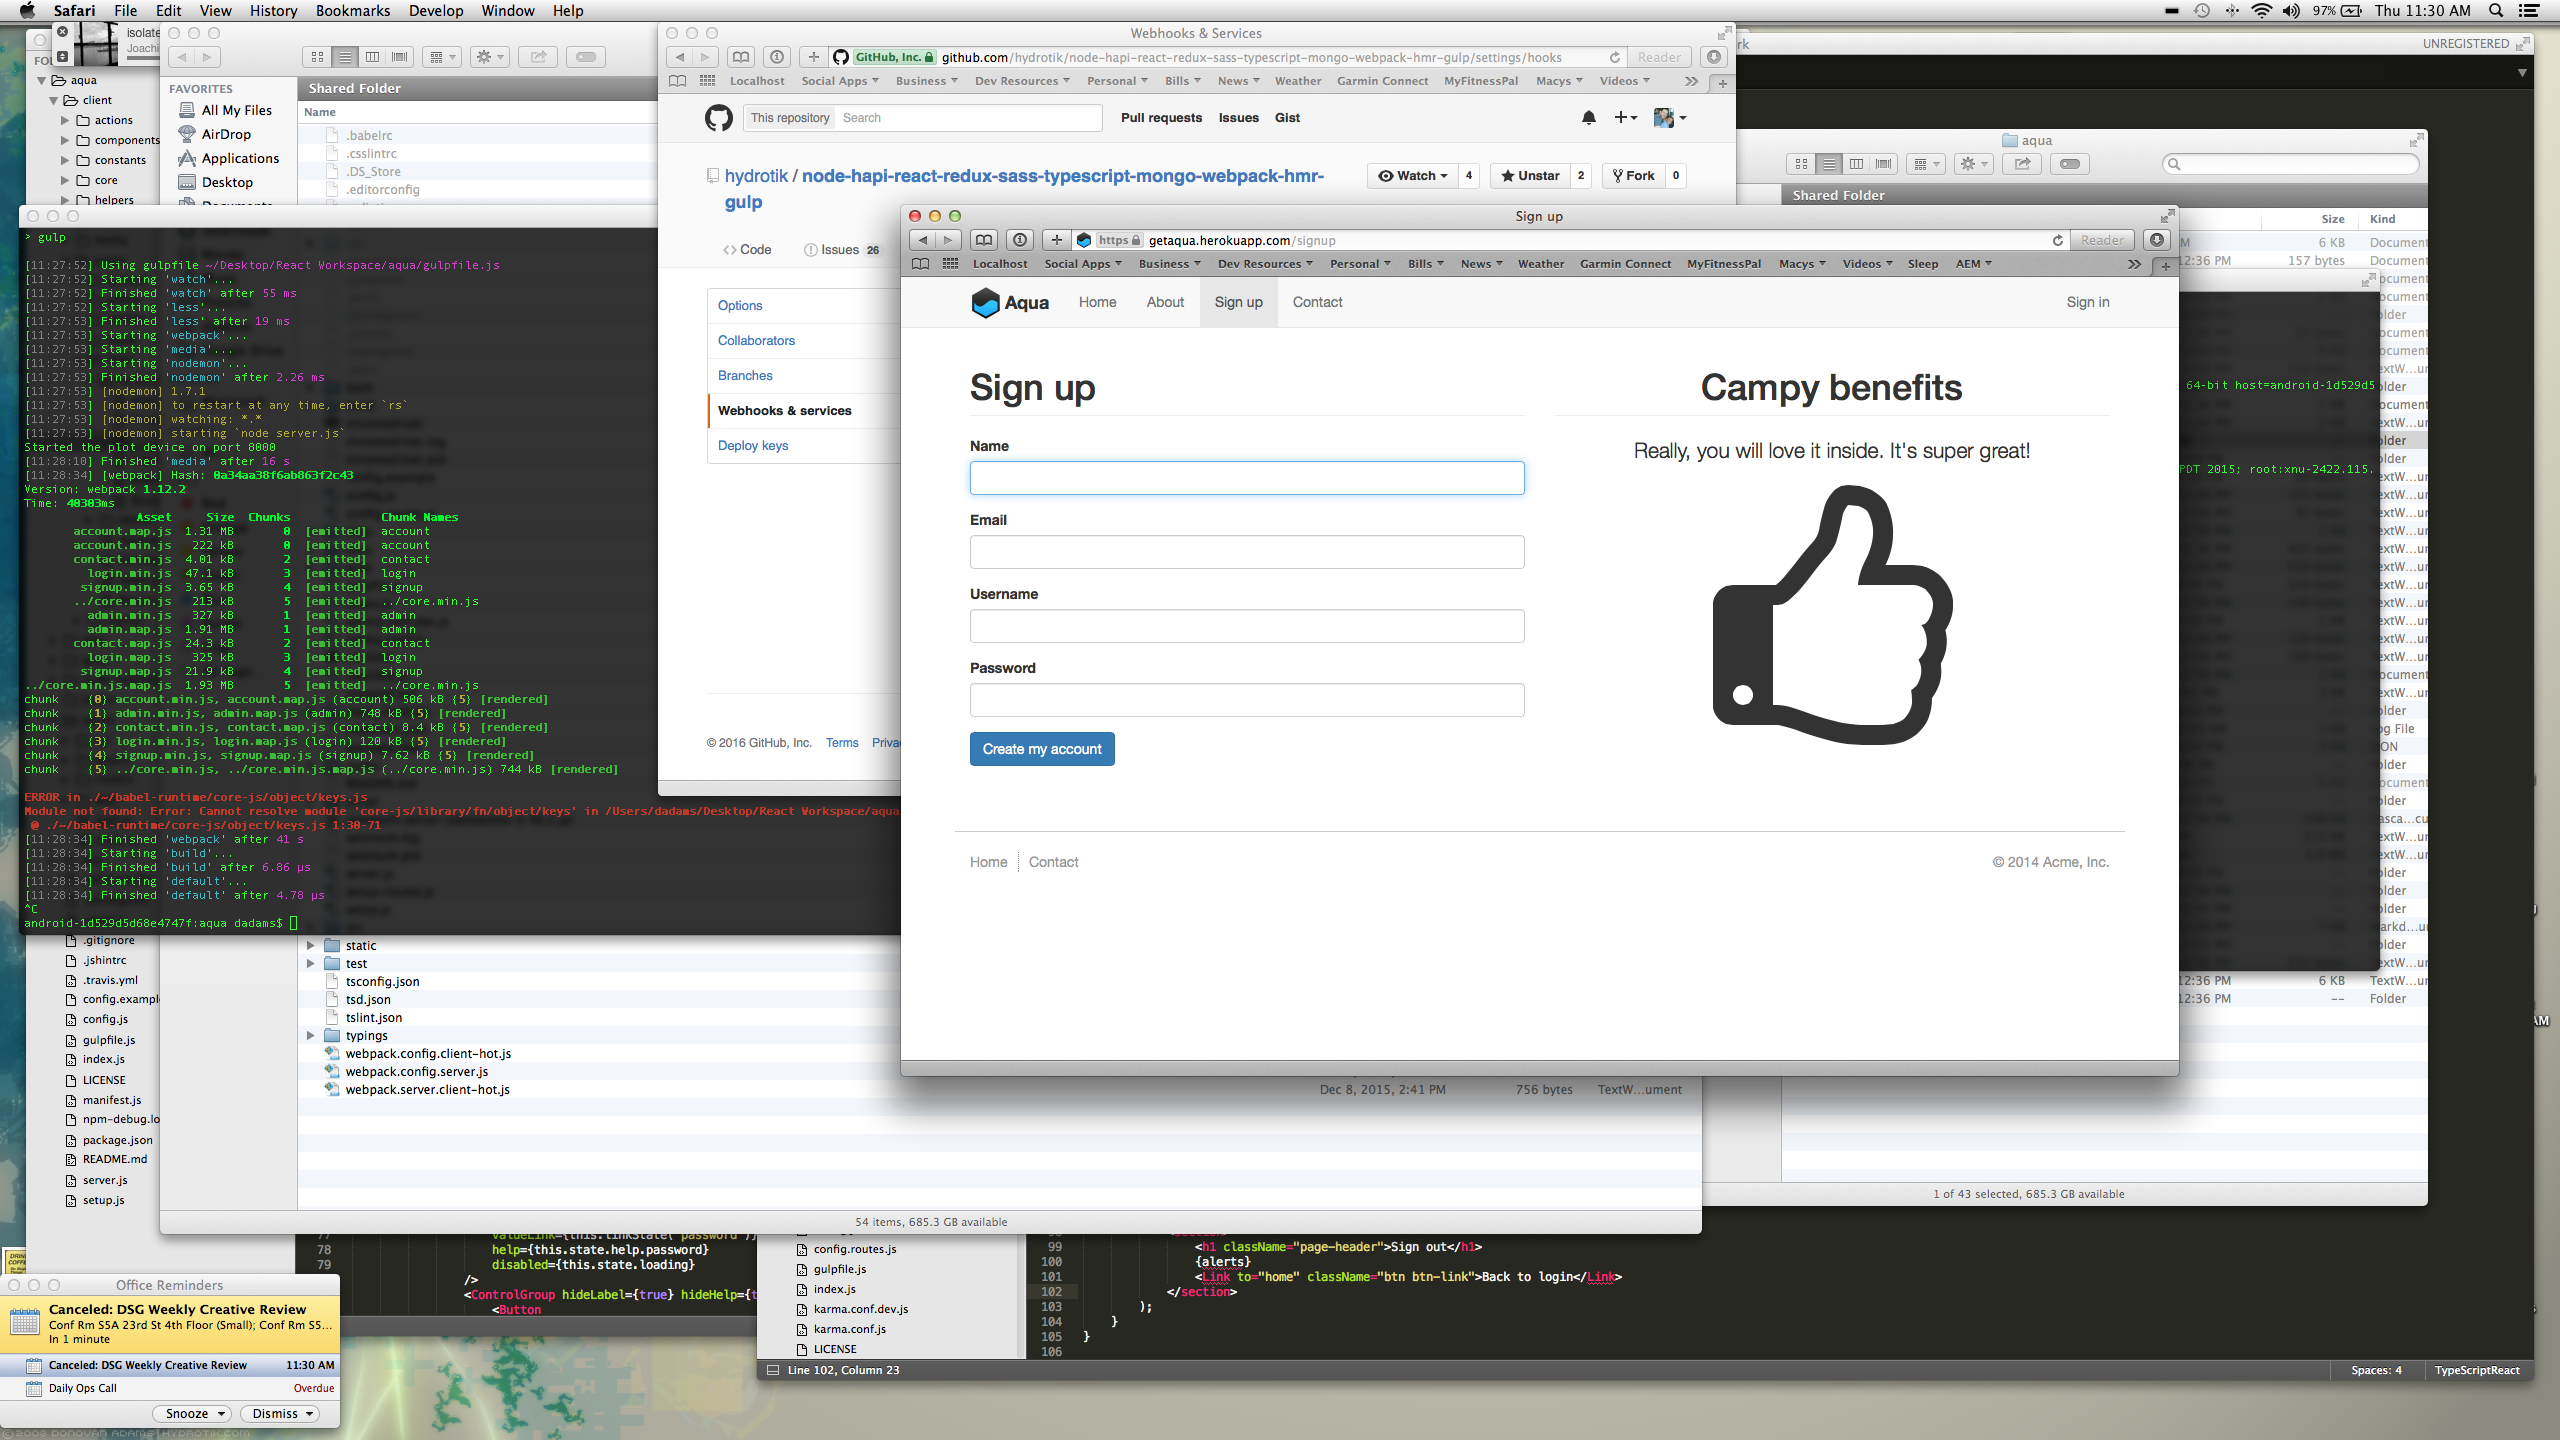 Safari File Edit View History Bookmarks Develop Window Help
97% Thu 11:30 AM
isolate
Joachi
aqua
client
actions
components
constants
core
helpers
FAVORITES
All My Files
AirDrop
Applications
Desktop
Shared Folder
Name
.babelrc
.csslintrc
.DS_Store
.editorconfig
Webhooks & Services
GitHub, Inc. github.com/hydrotik/node-hapi-react-redux-sass-typescript-mongo-webpack-hmr-gulp/settings/hooks Reader
Localhost Social Apps Business Dev Resources Personal Bills News Weather Garmin Connect MyFitnessPal Macys Videos
This repository Search Pull requests Issues Gist
hydrotik / node-hapi-react-redux-sass-typescript-mongo-webpack-hmr-gulp
Watch 4 Unstar 2 Fork 0
Code Issues 26
Options
Collaborators
Branches
Webhooks & services
Deploy keys
© 2016 GitHub, Inc. Terms Priva
UNREGISTERED
aqua
Shared Folder
Size Kind
6 KB Document
12:36 PM 157 bytes Document
64-bit host=android-1d529d5
PDT 2015; root:xnu-2422.115.
12:36 PM 6 KB TextW...ur
12:36 PM -- Folder
1 of 43 selected, 685.3 GB available
> gulp
[11:27:52] Using gulpfile ~/Desktop/React Workspace/aqua/gulpfile.js
[11:27:52] Starting 'watch'...
[11:27:52] Finished 'watch' after 55 ms
[11:27:52] Starting 'less'...
[11:27:53] Finished 'less' after 19 ms
[11:27:53] Starting 'webpack'...
[11:27:53] Starting 'media'...
[11:27:53] Starting 'nodemon'...
[11:27:53] Finished 'nodemon' after 2.26 ms
[11:27:53] [nodemon] 1.7.1
[11:27:53] [nodemon] to restart at any time, enter `rs`
[11:27:53] [nodemon] watching: *.*
[11:27:53] [nodemon] starting `node server.js`
Started the plot device on port 8000
[11:28:10] Finished 'media' after 16 s
[11:28:34] [webpack] Hash: 0a34aa38f6ab863f2c43
Version: webpack 1.12.2
Time: 40303ms
Asset Size Chunks Chunk Names
account.map.js 1.31 MB 0 [emitted] account
account.min.js 222 kB 0 [emitted] account
contact.min.js 4.01 kB 2 [emitted] contact
login.min.js 47.1 kB 3 [emitted] login
signup.min.js 3.65 kB 4 [emitted] signup
../core.min.js 213 kB 5 [emitted] ../core.min.js
admin.min.js 327 kB 1 [emitted] admin
admin.map.js 1.91 MB 1 [emitted] admin
contact.map.js 24.3 kB 2 [emitted] contact
login.map.js 325 kB 3 [emitted] login
signup.map.js 21.9 kB 4 [emitted] signup
../core.min.js.map.js 1.93 MB 5 [emitted] ../core.min.js
chunk {0} account.min.js, account.map.js (account) 506 kB {5} [rendered]
chunk {1} admin.min.js, admin.map.js (admin) 748 kB {5} [rendered]
chunk {2} contact.min.js, contact.map.js (contact) 8.4 kB {5} [rendered]
chunk {3} login.min.js, login.map.js (login) 120 kB {5} [rendered]
chunk {4} signup.min.js, signup.map.js (signup) 7.62 kB {5} [rendered]
chunk {5} ../core.min.js, ../core.min.js.map.js (../core.min.js) 744 kB [rendered]
ERROR in ./~/babel-runtime/core-js/object/keys.js
Module not found: Error: Cannot resolve module 'core-js/library/fn/object/keys' in /Users/dadams/Desktop/React Workspace/aqua
@ ./~/babel-runtime/core-js/object/keys.js 1:30-71
[11:28:34] Finished 'webpack' after 41 s
[11:28:34] Starting 'build'...
[11:28:34] Finished 'build' after 6.86 μs
[11:28:34] Starting 'default'...
[11:28:34] Finished 'default' after 4.78 μs
^C
android-1d529d5d68e4747f:aqua dadams$
Sign up
https getaqua.herokuapp.com/signup Reader
Localhost Social Apps Business Dev Resources Personal Bills News Weather Garmin Connect MyFitnessPal Macys Videos Sleep AEM
Aqua Home About Sign up Contact Sign in
Sign up
Name
Email
Username
Password
Create my account
Campy benefits
Really, you will love it inside. It's super great!
Home Contact
© 2014 Acme, Inc.
.gitignore
.jshintrc
.travis.yml
config.exampl
config.js
gulpfile.js
index.js
LICENSE
manifest.js
npm-debug.lo
package.json
README.md
server.js
setup.js
static
test
tsconfig.json
tsd.json
tslint.json
typings
webpack.config.client-hot.js
webpack.config.server.js
webpack.server.client-hot.js Dec 8, 2015, 2:41 PM 756 bytes TextW...ument
54 items, 685.3 GB available
77 valueLink={this.linkState('password')}
78 help={this.state.help.password}
79 disabled={this.state.loading}
/>
<ControlGroup hideLabel={true} hideHelp={t
<Button
config.routes.js
gulpfile.js
index.js
karma.conf.dev.js
karma.conf.js
LICENSE
99 <h1 className="page-header">Sign out</h1>
100 {alerts}
101 <Link to="home" className="btn btn-link">Back to login</Link>
102 </section>
103 );
104 }
105 }
106
Line 102, Column 23
Spaces: 4 TypeScriptReact
Office Reminders
Canceled: DSG Weekly Creative Review
Conf Rm S5A 23rd St 4th Floor (Small); Conf Rm S5...
In 1 minute
Canceled: DSG Weekly Creative Review 11:30 AM
Daily Ops Call Overdue
Snooze Dismiss
©2008 DONOVAN ADAMS | HYDROTIK.COM